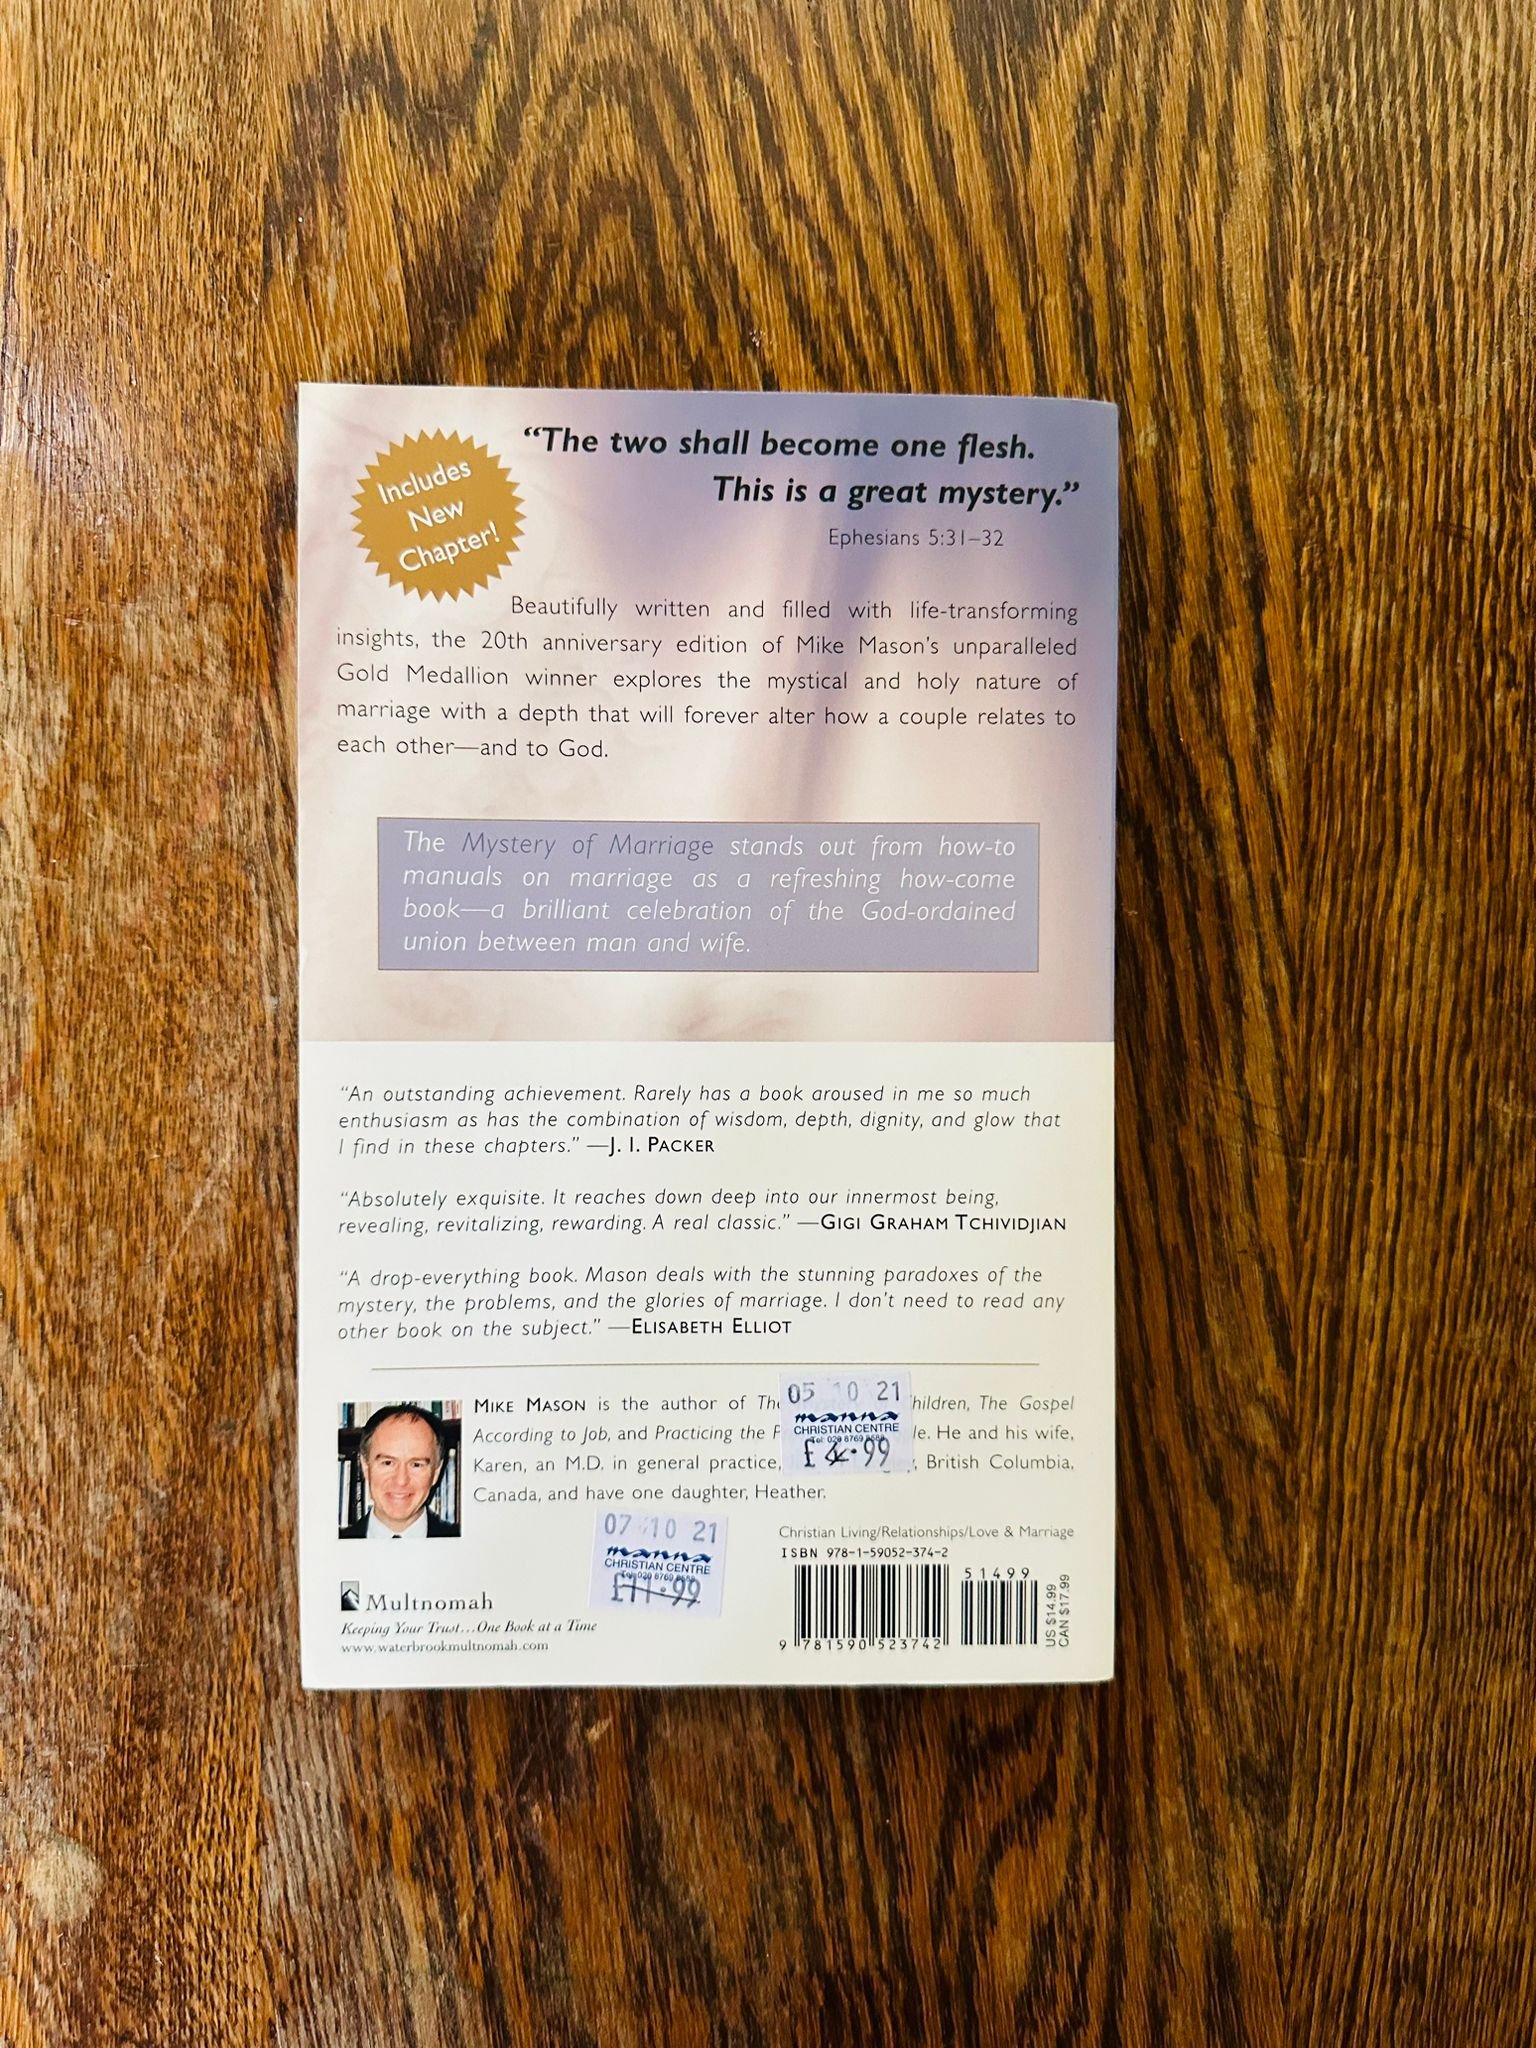 Includes
New
Chapter!
“The two shall become one flesh.
This is a great mystery.”
Ephesians 5:31–32
Beautifully written and filled with life-transforming
insights, the 20th anniversary edition of Mike Mason’s unparalleled
Gold Medallion winner explores the mystical and holy nature of
marriage with a depth that will forever alter how a couple relates to
each other—and to God.
The Mystery of Marriage stands out from how-to
manuals on marriage as a refreshing how-come
book—a brilliant celebration of the God-ordained
union between man and wife.
“An outstanding achievement. Rarely has a book aroused in me so much
enthusiasm as has the combination of wisdom, depth, dignity, and glow that
I find in these chapters.” —J. I. PACKER
“Absolutely exquisite. It reaches down deep into our innermost being,
revealing, revitalizing, rewarding. A real classic.” —GIGI GRAHAM TCHIVIDJIAN
“A drop-everything book. Mason deals with the stunning paradoxes of the
mystery, the problems, and the glories of marriage. I don’t need to read any
other book on the subject.” —ELISABETH ELLIOT
MIKE MASON is the author of
According to Job, and Practicing the
The Gospel
He and his wife,
Karen, an M.D. in general practice,
British Columbia,
Canada, and have one daughter, Heather.
05 10 21
manna
CHRISTIAN CENTRE
07 10 21
manna
CHRISTIAN CENTRE
£11.99
Christian Living/Relationships/Love & Marriage
ISBN 978-1-59052-374-2
51499
9 781590 523742
US $14.99
CAN $17.99
Multnomah
Keeping Your Trust…One Book at a Time
www.waterbrookmultnomah.com